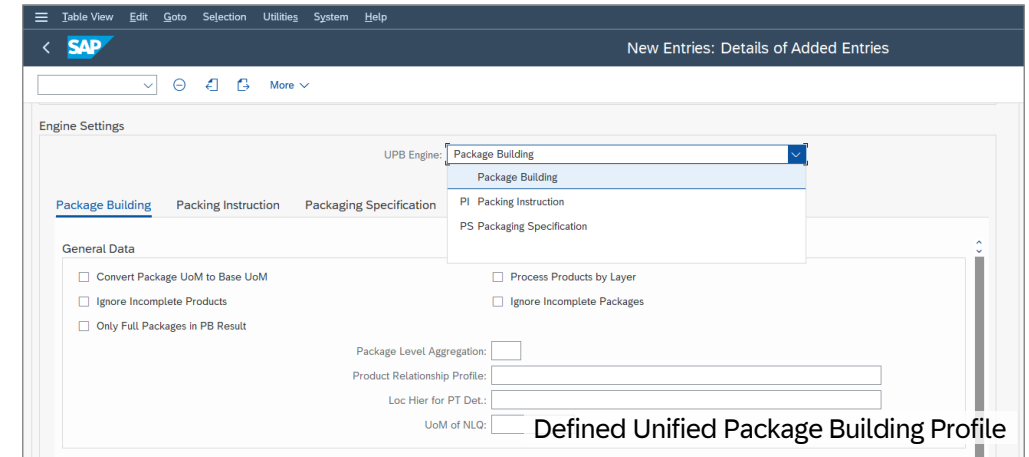 Table View Edit Goto Selection Utilities System Help
SAP New Entries: Details of Added Entries
More
Engine Settings
UPB Engine: Package Building
Package Building
PI Packing Instruction
PS Packaging Specification
Package Building Packing Instruction Packaging Specification
General Data
Convert Package UoM to Base UoM Process Products by Layer
Ignore Incomplete Products Ignore Incomplete Packages
Only Full Packages in PB Result
Package Level Aggregation:
Product Relationship Profile:
Loc Hier for PT Det.:
UoM of NLQ:
Defined Unified Package Building Profile